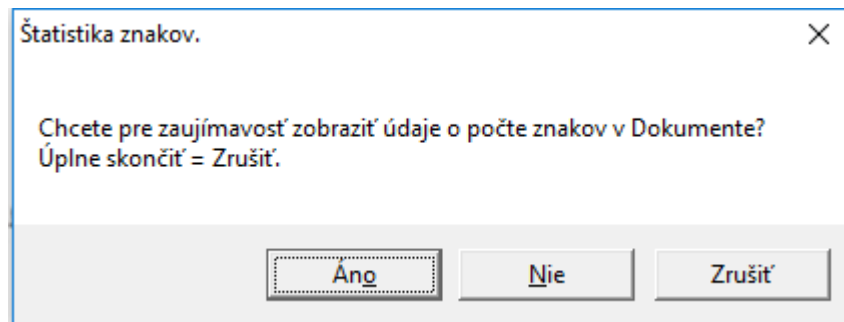 Štatistika znakov.
Chcete pre zaujímavosť zobraziť údaje o počte znakov v Dokumente?
Úplne skončiť = Zrušiť.
Áno Nie Zrušiť